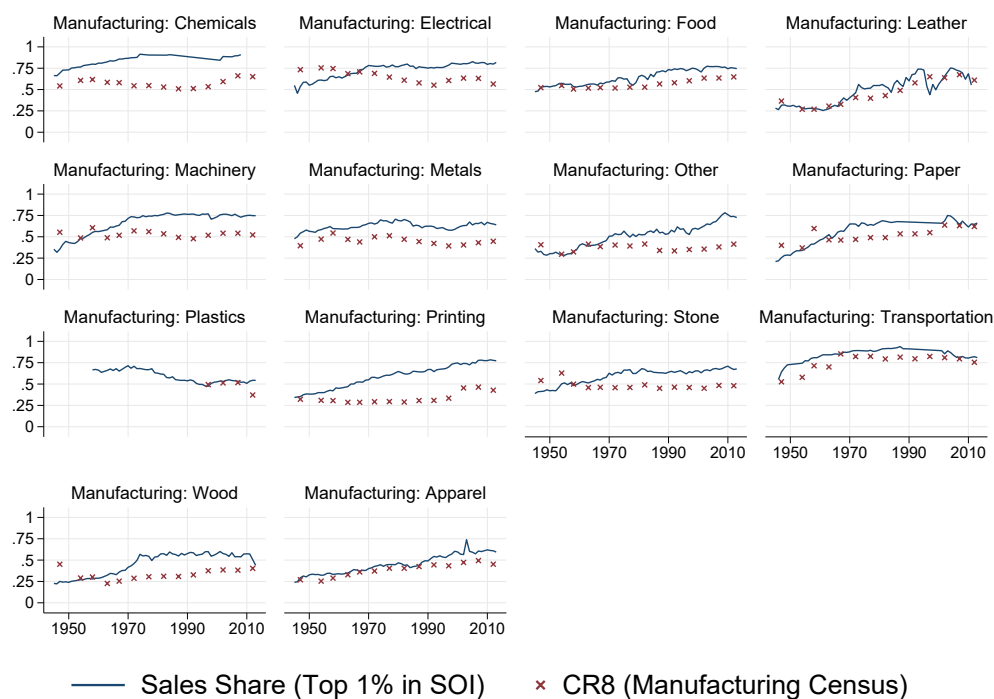 Manufacturing: Chemicals Manufacturing: Electrical Manufacturing: Food Manufacturing: Leather
1
.75
.5
.25
0
Manufacturing: Machinery Manufacturing: Metals Manufacturing: Other Manufacturing: Paper
1
.75
.5
.25
0
Manufacturing: Plastics Manufacturing: Printing Manufacturing: Stone Manufacturing: Transportation
1
.75
.5
.25
0
1950 1970 1990 2010 1950 1970 1990 2010
Manufacturing: Wood Manufacturing: Apparel
1
.75
.5
.25
0
1950 1970 1990 2010 1950 1970 1990 2010
Sales Share (Top 1% in SOI) CR8 (Manufacturing Census)